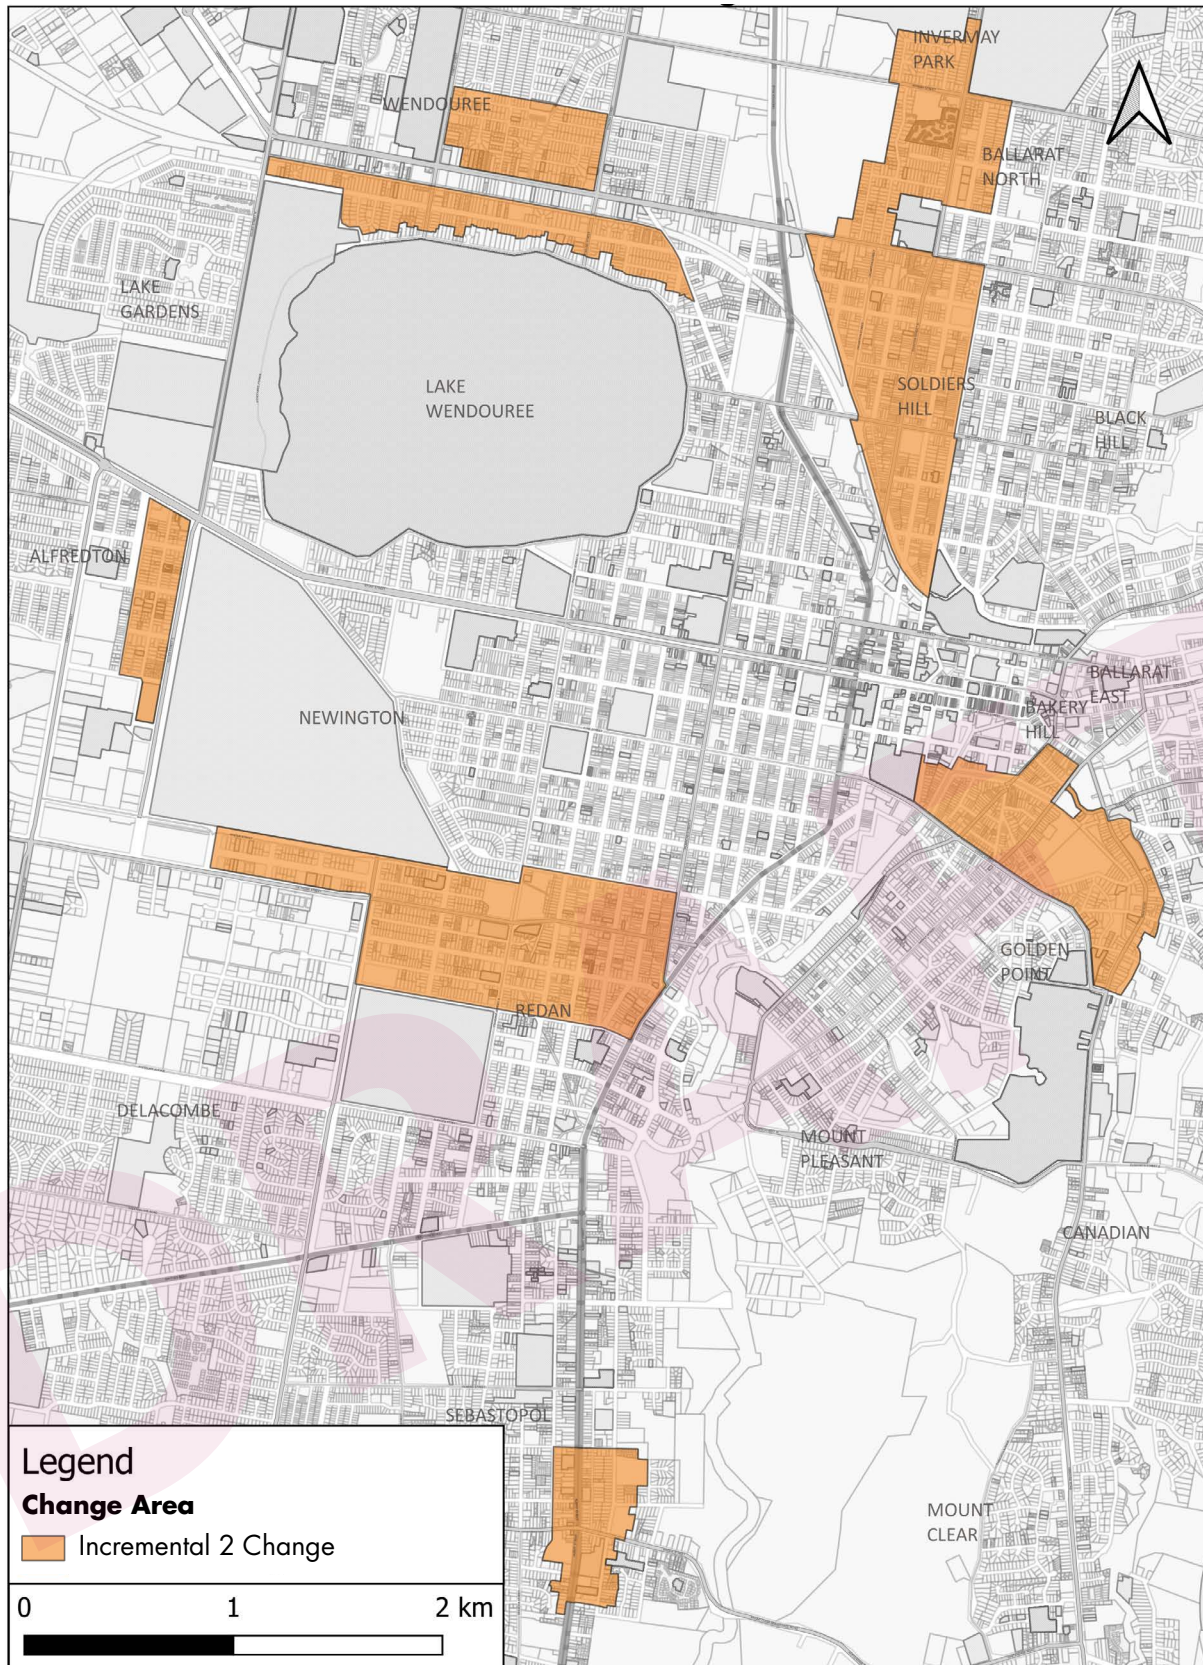 INVERMAY
PARK
WENDOUREE
BALLARAT
NORTH
LAKE
GARDENS
LAKE
WENDOUREE
SOLDIERS
HILL
BLACK
HILL
ALFREDTON
BALLARAT
EAST
BAKERY
HILL
NEWINGTON
GOLDEN
POINT
REDAN
DELACOMBE
MOUNT
PLEASANT
CANADIAN
SEBASTOPOL
MOUNT
CLEAR
Legend
Change Area
Incremental 2 Change
0 1 2 km